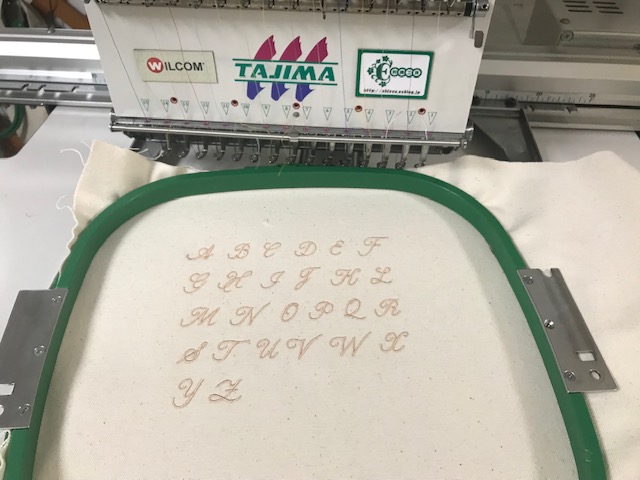 WILCOM
TAJIMA
A B C D E F
G H I J K L
M N O P Q R
S T U V W X
Y Z